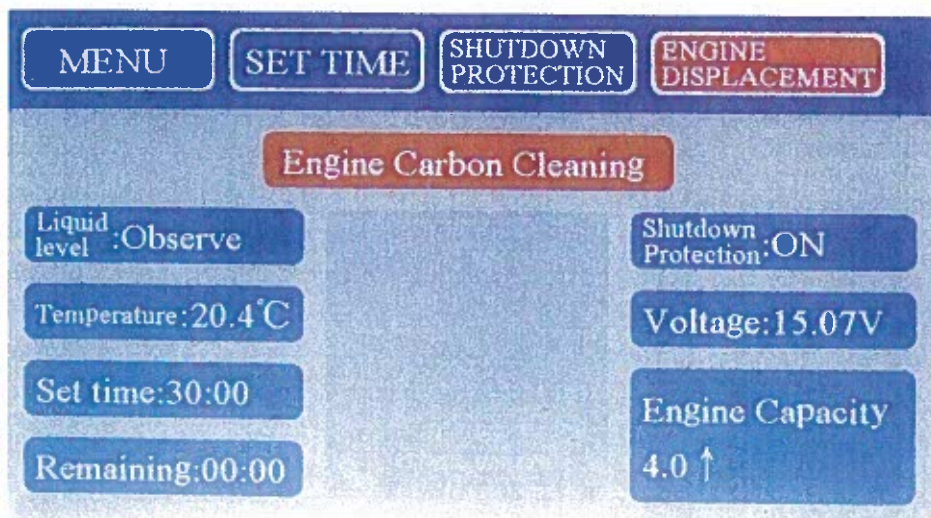 MENU
SET TIME
SHUTDOWN
PROTECTION
ENGINE
DISPLACEMENT
Engine Carbon Cleaning
Liquid
level :Observe
Temperature:20.4℃
Set time:30:00
Remaining:00:00
Shutdown
Protection:ON
Voltage:15.07V
Engine Capacity
4.0 ↑